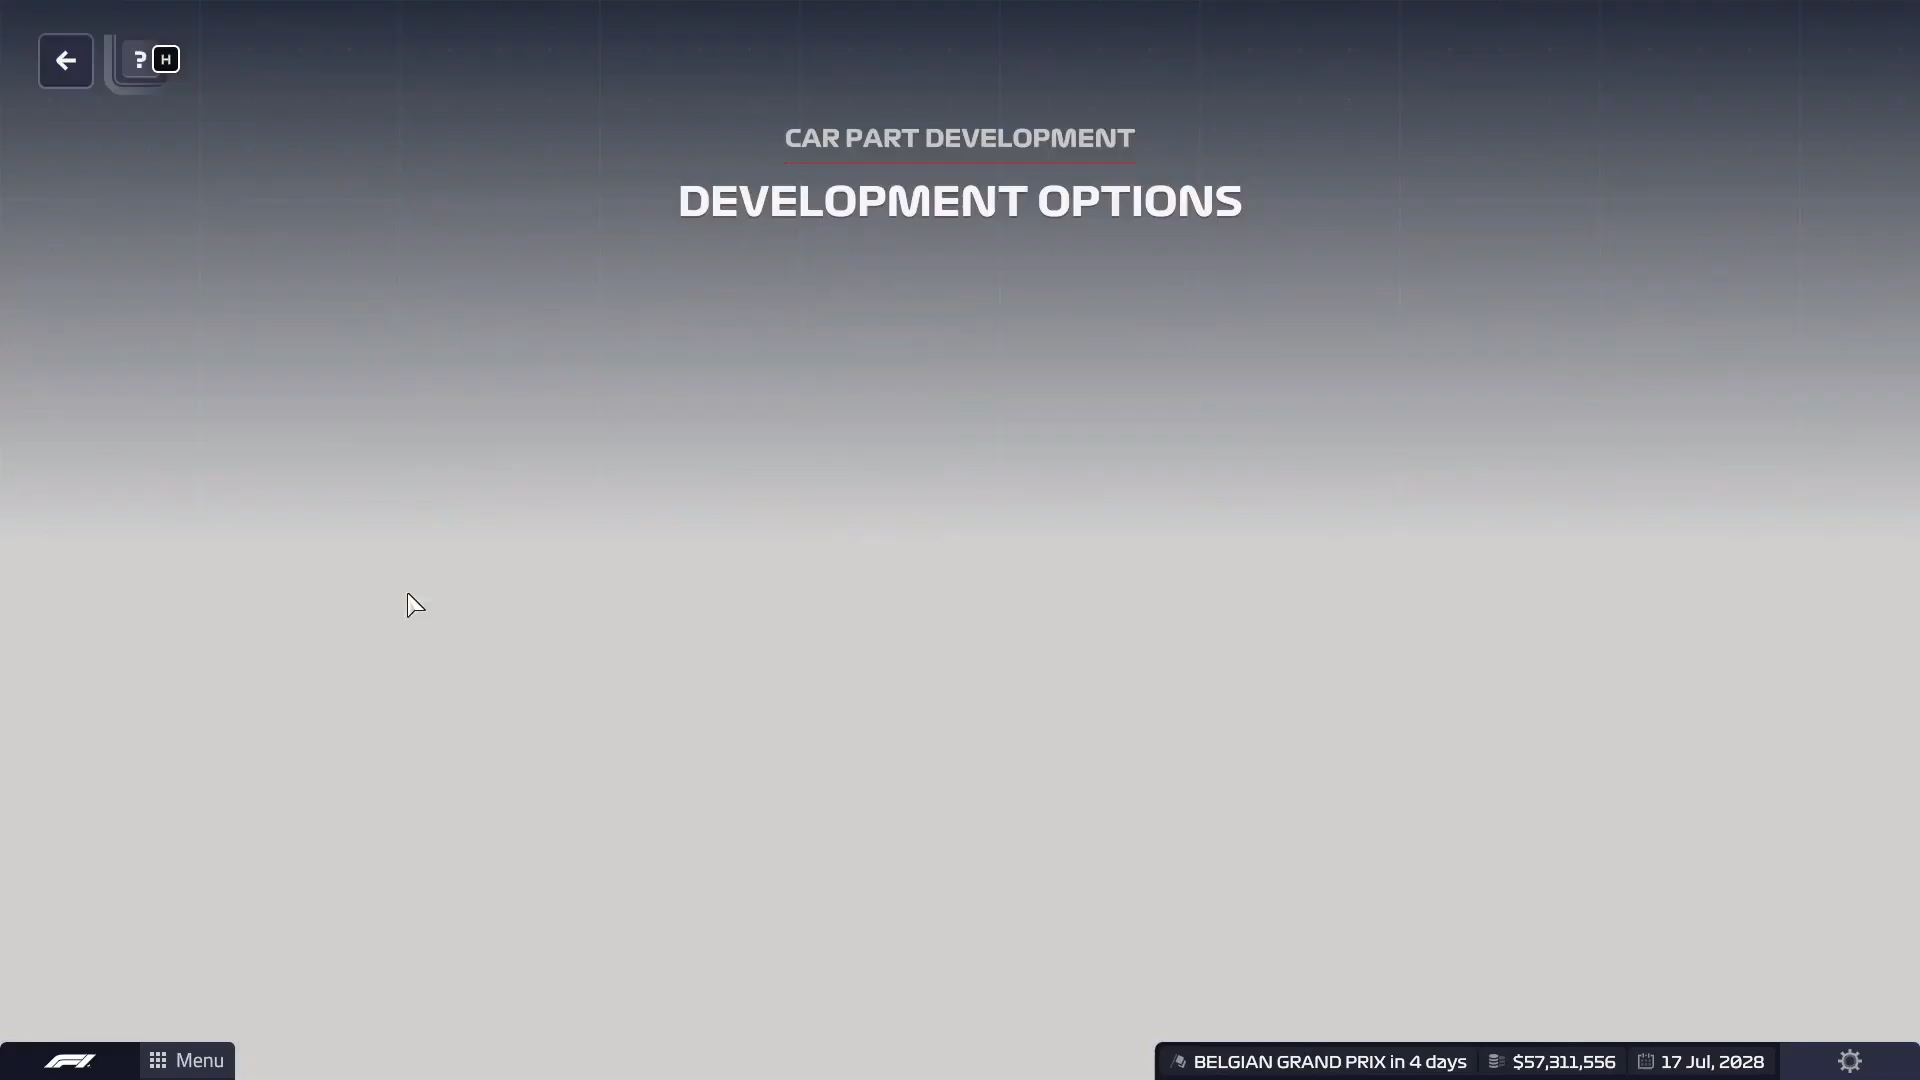 ? H
CAR PART DEVELOPMENT
DEVELOPMENT OPTIONS
Menu
BELGIAN GRAND PRIX in 4 days
$57,311,556
17 Jul, 2028